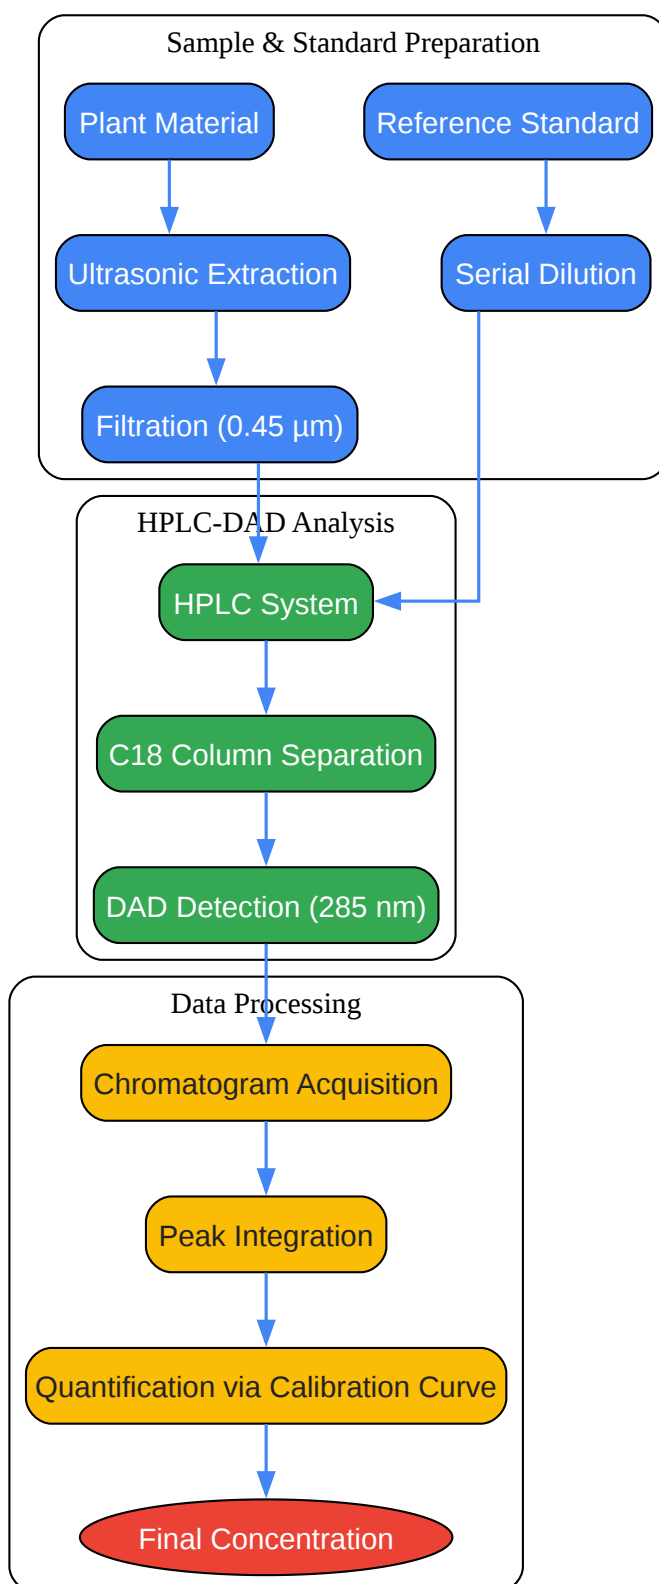 Sample & Standard Preparation
Plant Material
Reference Standard
Ultrasonic Extraction
Serial Dilution
Filtration (0.45 µm)
HPLC-DAD Analysis
HPLC System
C18 Column Separation
DAD Detection (285 nm)
Data Processing
Chromatogram Acquisition
Peak Integration
Quantification via Calibration Curve
Final Concentration